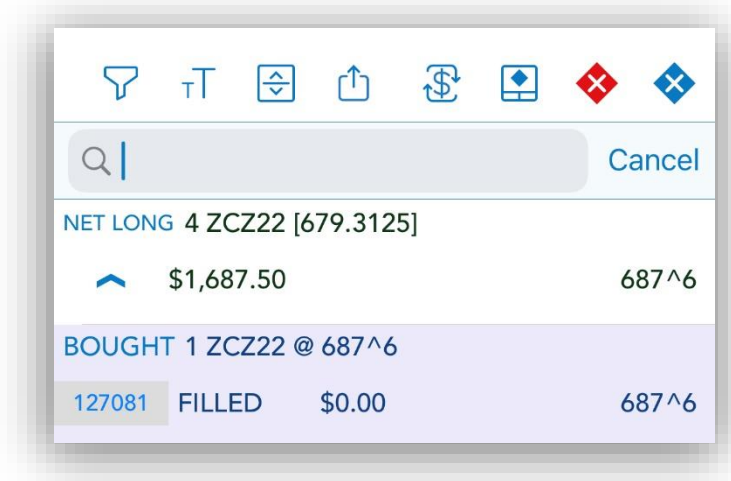 TT
Cancel
NET LONG 4 ZCZ22 [679.3125]
$1,687.50 687^6
BOUGHT 1 ZCZ22 @ 687^6
127081 FILLED $0.00 687^6